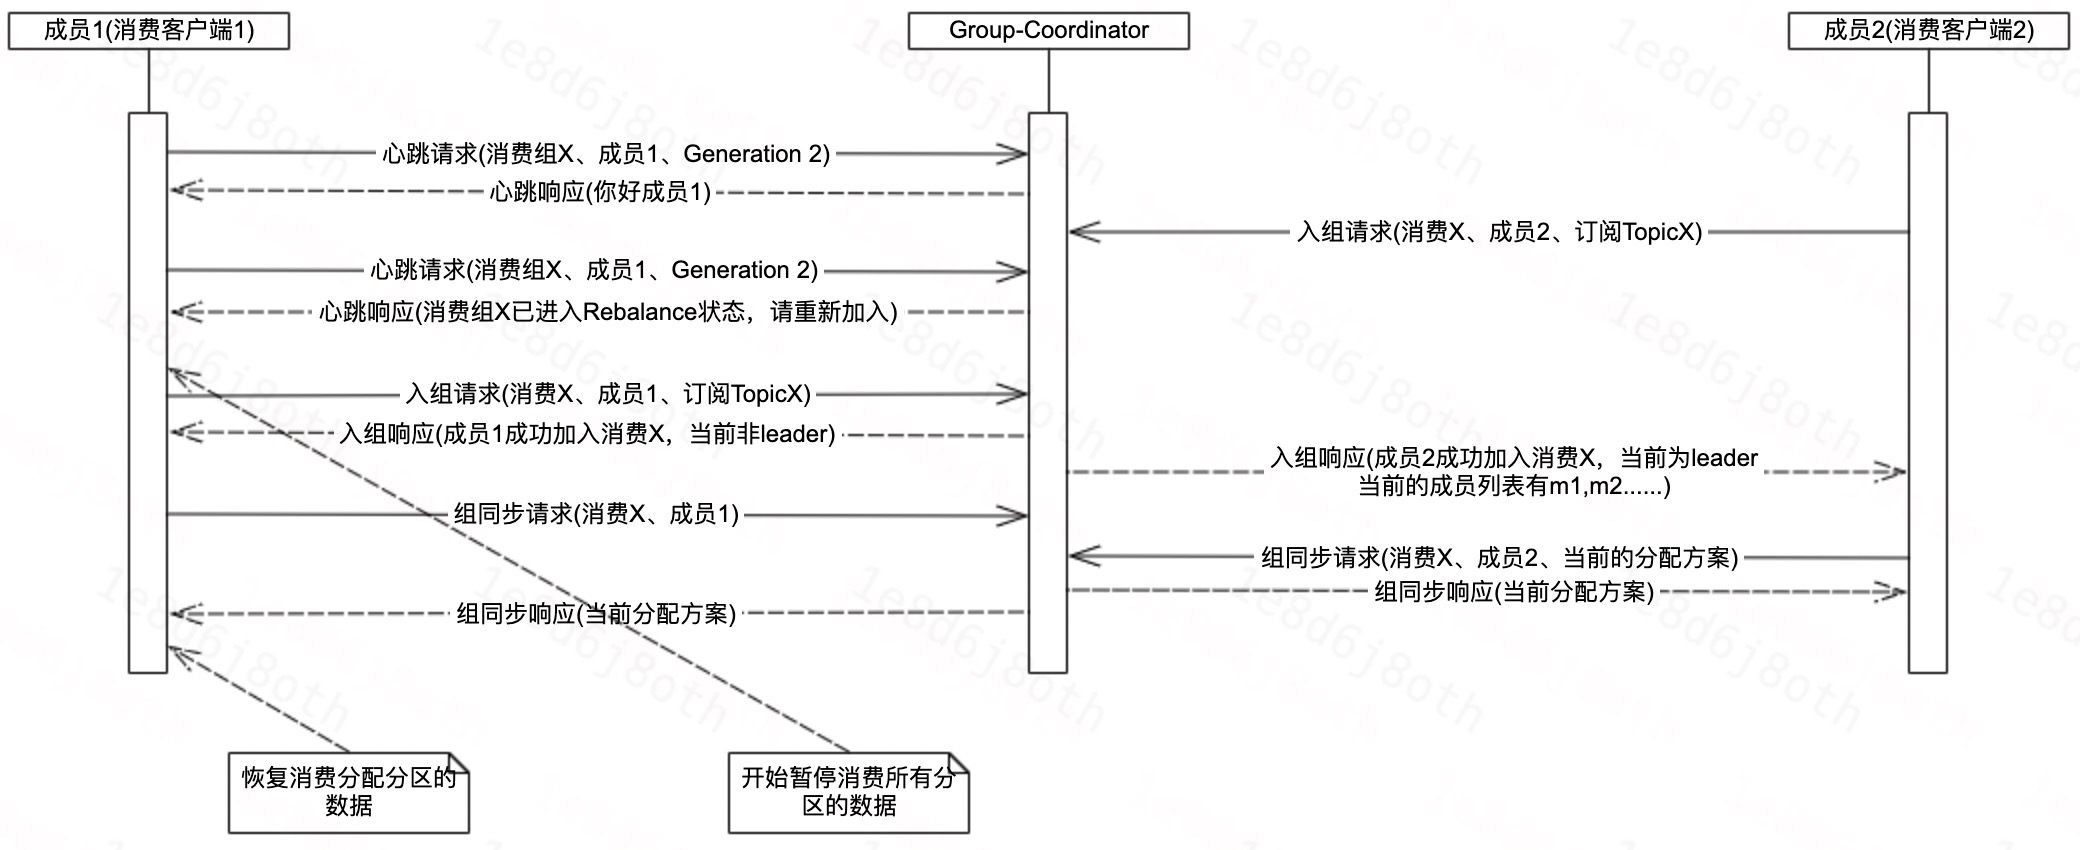 成员1(消费客户端1)
Group-Coordinator
成员2(消费客户端2)
心跳请求(消费组X、成员1、Generation 2)
心跳响应(你好成员1)
入组请求(消费X、成员2、订阅TopicX)
心跳请求(消费组X、成员1、Generation 2)
心跳响应(消费组X已进入Rebalance状态，请重新加入)
入组请求(消费X、成员1、订阅TopicX)
入组响应(成员1成功加入消费X，当前非leader)
入组响应(成员2成功加入消费X，当前为leader
当前的成员列表有m1,m2......)
组同步请求(消费X、成员1)
组同步请求(消费X、成员2、当前的分配方案)
组同步响应(当前分配方案)
组同步响应(当前分配方案)
恢复消费分配分区的
数据
开始暂停消费所有分
区的数据
1e8d6j8oth